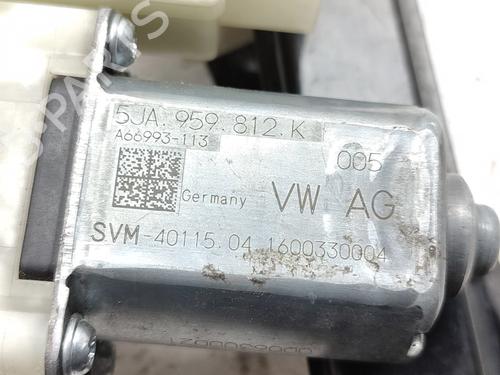 5JA.959.812.K
A66993-113
005
Germany
VW AG
SVM-40115.04 1600330004